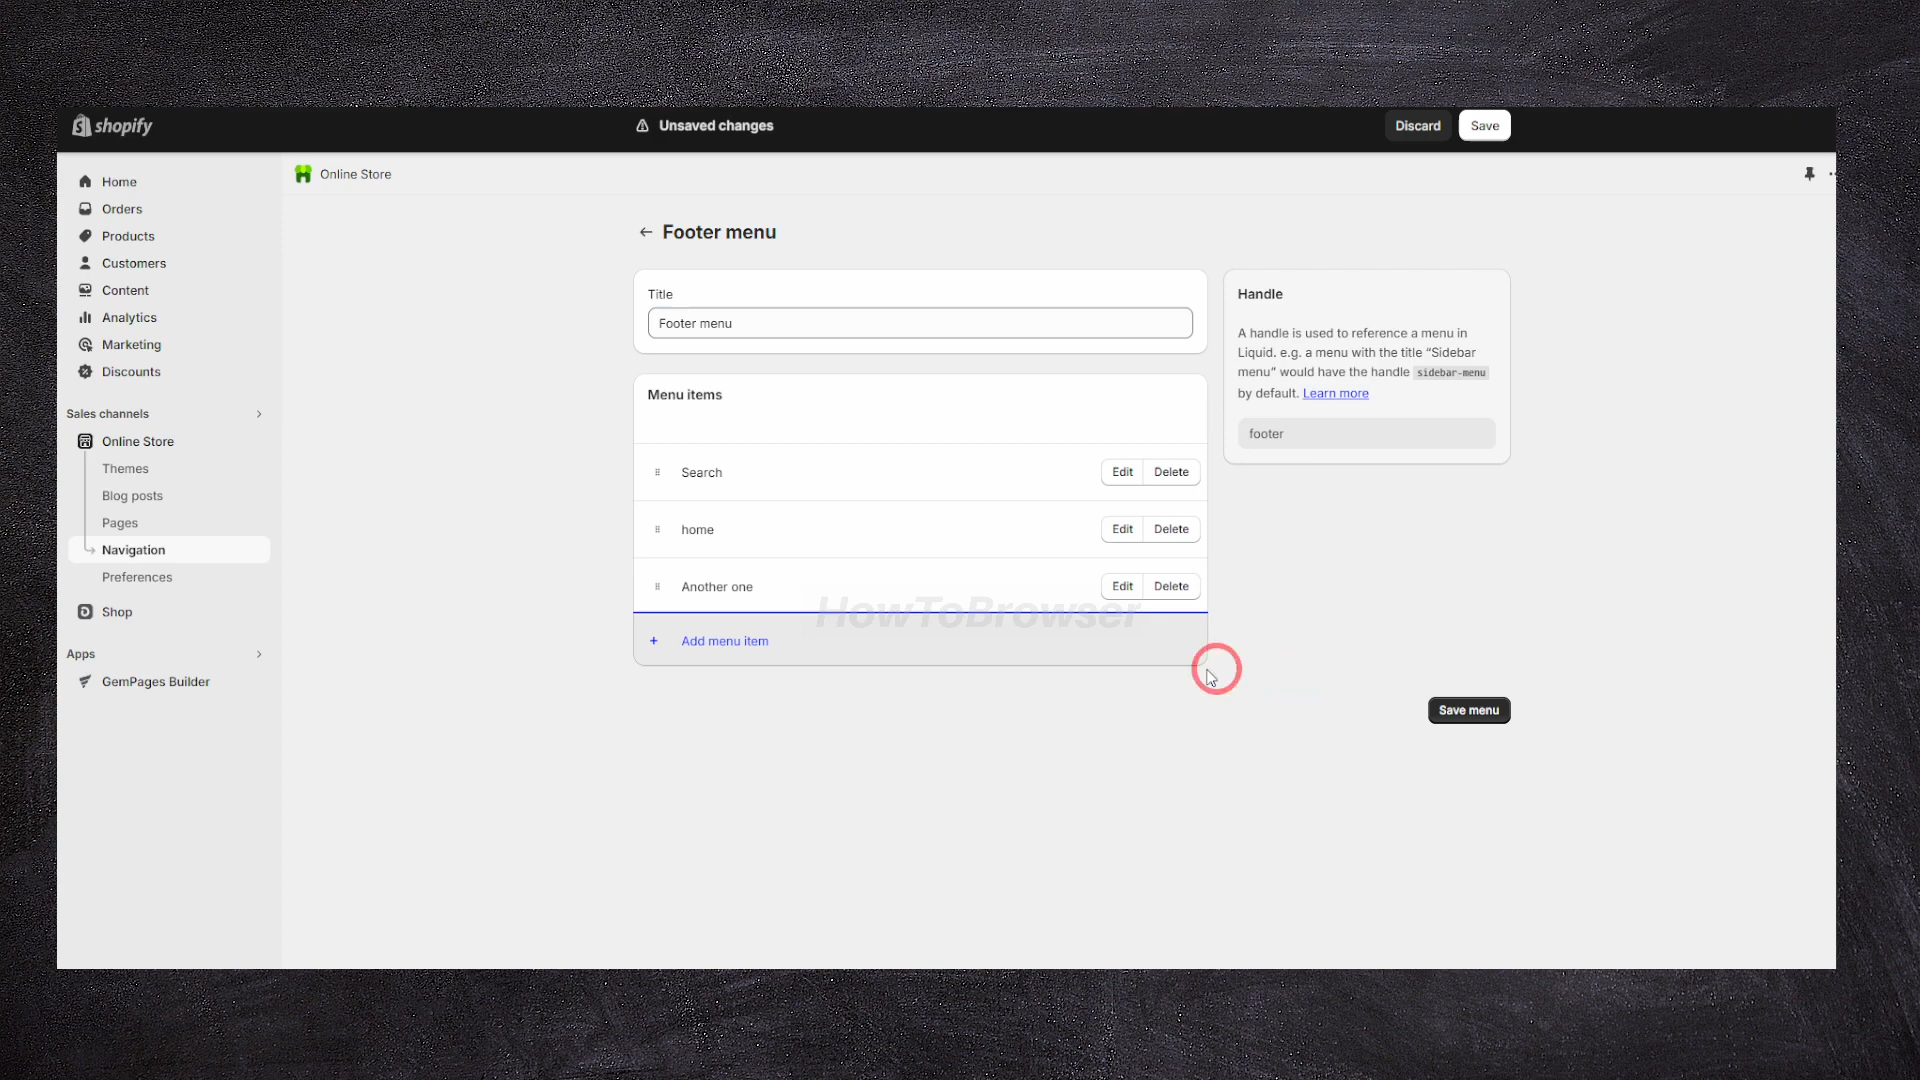 shopify
Unsaved changes
Discard
Save
Home
Orders
Products
Customers
Content
Analytics
Marketing
Discounts
Sales channels
Online Store
Themes
Blog posts
Pages
Navigation
Preferences
Shop
Apps
GemPages Builder
Online Store
Footer menu
Title
Footer menu
Menu items
Search
Edit
Delete
home
Edit
Delete
Another one
Edit
Delete
HowToBrowser
+ Add menu item
Handle
A handle is used to reference a menu in
Liquid. e.g. a menu with the title “Sidebar
menu” would have the handle sidebar-menu
by default. Learn more
footer
Save menu